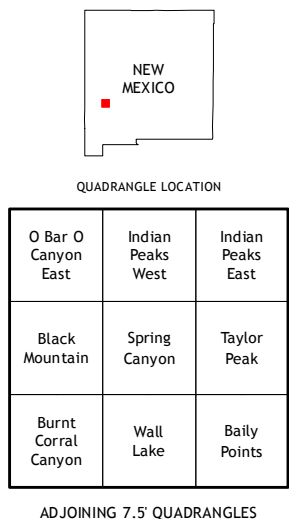 NEW
MEXICO
QUADRANGLE LOCATION
O Bar O
Canyon
East
Indian
Peaks
West
Indian
Peaks
East
Black
Mountain
Spring
Canyon
Taylor
Peak
Burnt
Corral
Canyon
Wall
Lake
Baily
Points
ADJOINING 7.5' QUADRANGLES